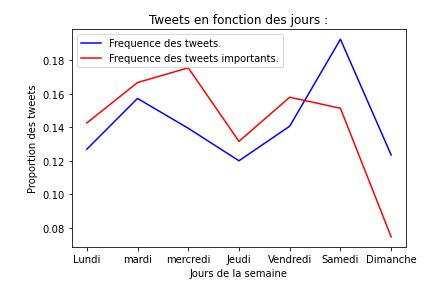 Tweets en fonction des jours :
Frequence des tweets.
Frequence des tweets importants.
Proportion des tweets
0.18
0.16
0.14
0.12
0.10
0.08
Lundi mardi mercredi Jeudi Vendredi Samedi Dimanche
Jours de la semaine